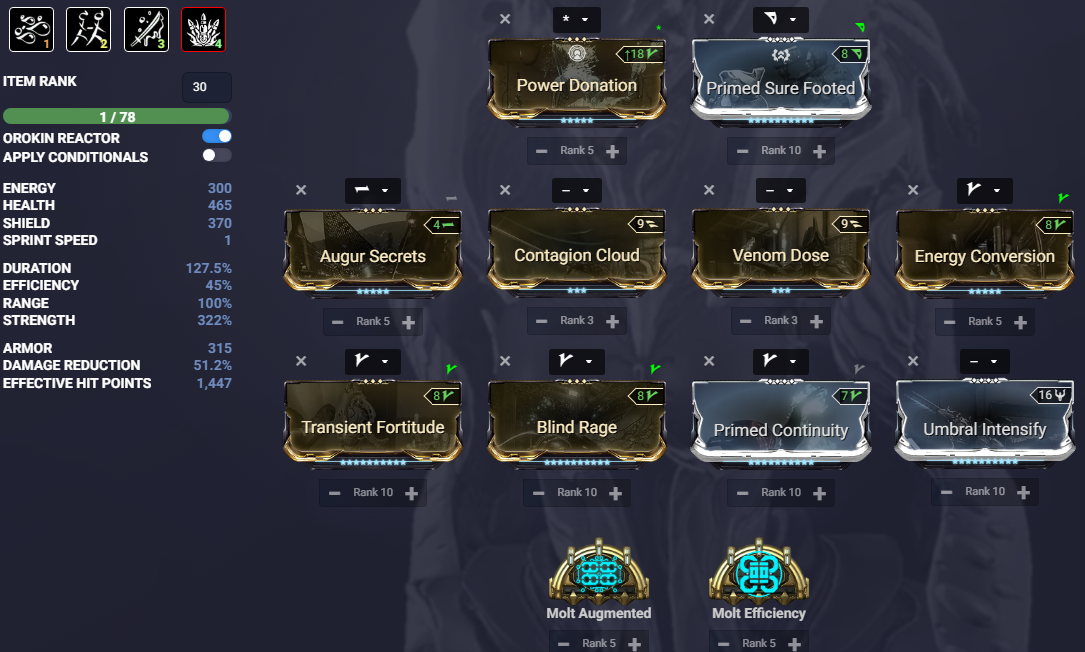 1
2
3
4
ITEM RANK
30
1 / 78
OROKIN REACTOR
APPLY CONDITIONALS
ENERGY 300
HEALTH 465
SHIELD 370
SPRINT SPEED 1
DURATION 127.5%
EFFICIENCY 45%
RANGE 100%
STRENGTH 322%
ARMOR 315
DAMAGE REDUCTION 51.2%
EFFECTIVE HIT POINTS 1,447
↑18
Power Donation
Rank 5
8
Primed Sure Footed
Rank 10
4
Augur Secrets
Rank 5
9
Contagion Cloud
Rank 3
9
Venom Dose
Rank 3
8
Energy Conversion
Rank 5
8
Transient Fortitude
Rank 10
8
Blind Rage
Rank 10
7
Primed Continuity
Rank 10
16
Umbral Intensify
Rank 10
Molt Augmented
Rank 5
Molt Efficiency
Rank 5